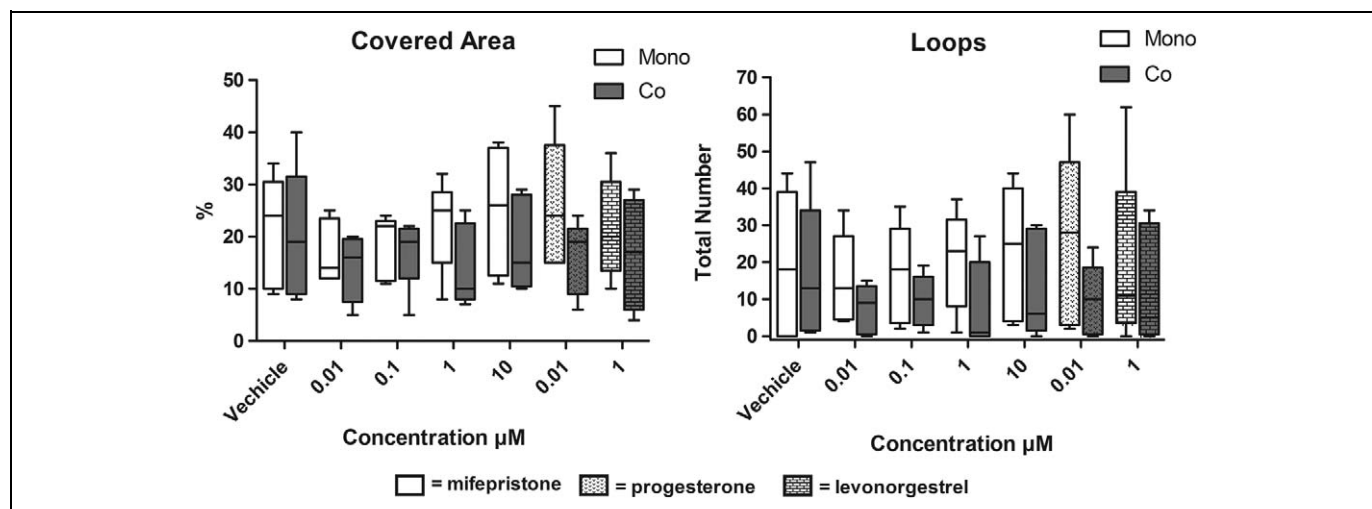 Covered Area
Mono
Co
50
40
30
20
10
0
%
Vechicle
0.01
0.1
1
10
0.01
1
Concentration µM
Loops
Mono
Co
70
60
50
40
30
20
10
0
Total Number
Vechicle
0.01
0.1
1
10
0.01
1
Concentration µM
= mifepristone
= progesterone
= levonorgestrel